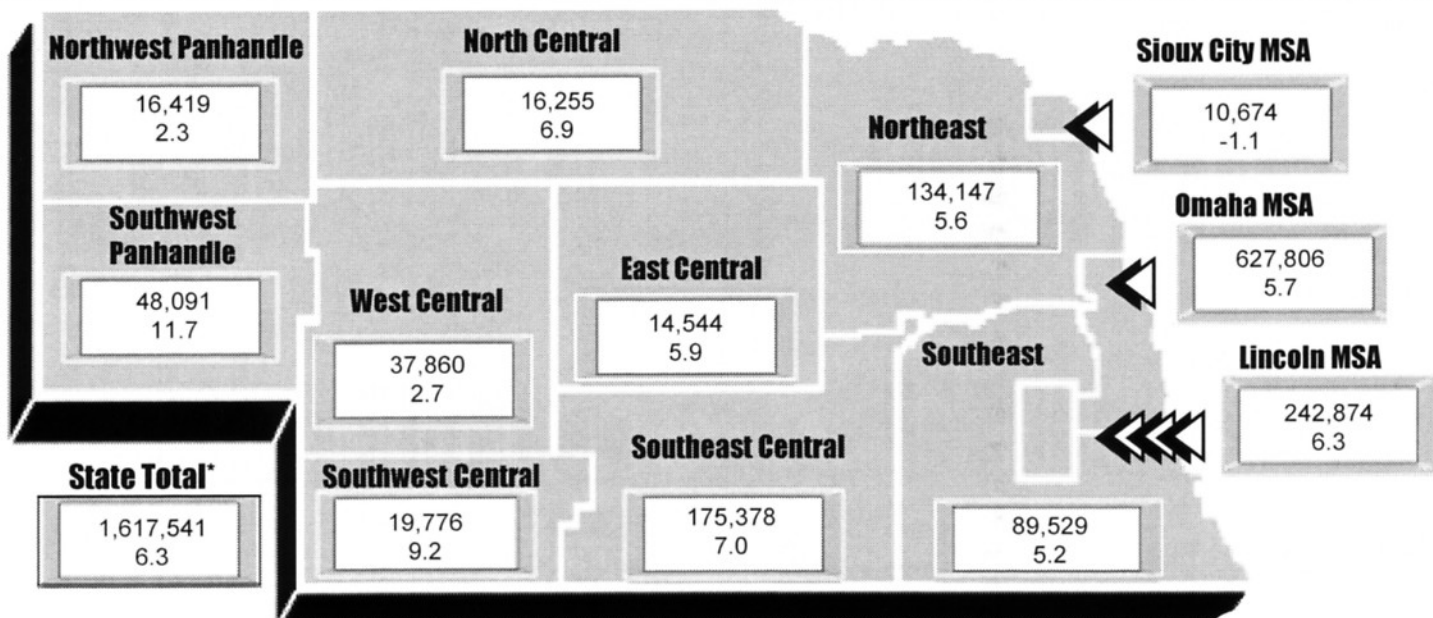 Northwest Panhandle
16,419
2.3
North Central
16,255
6.9
Sioux City MSA
10,674
-1.1
Northeast
134,147
5.6
Southwest
Panhandle
48,091
11.7
Omaha MSA
627,806
5.7
West Central
37,860
2.7
East Central
14,544
5.9
Southeast
89,529
5.2
Lincoln MSA
242,874
6.3
State Total*
1,617,541
6.3
Southwest Central
19,776
9.2
Southeast Central
175,378
7.0